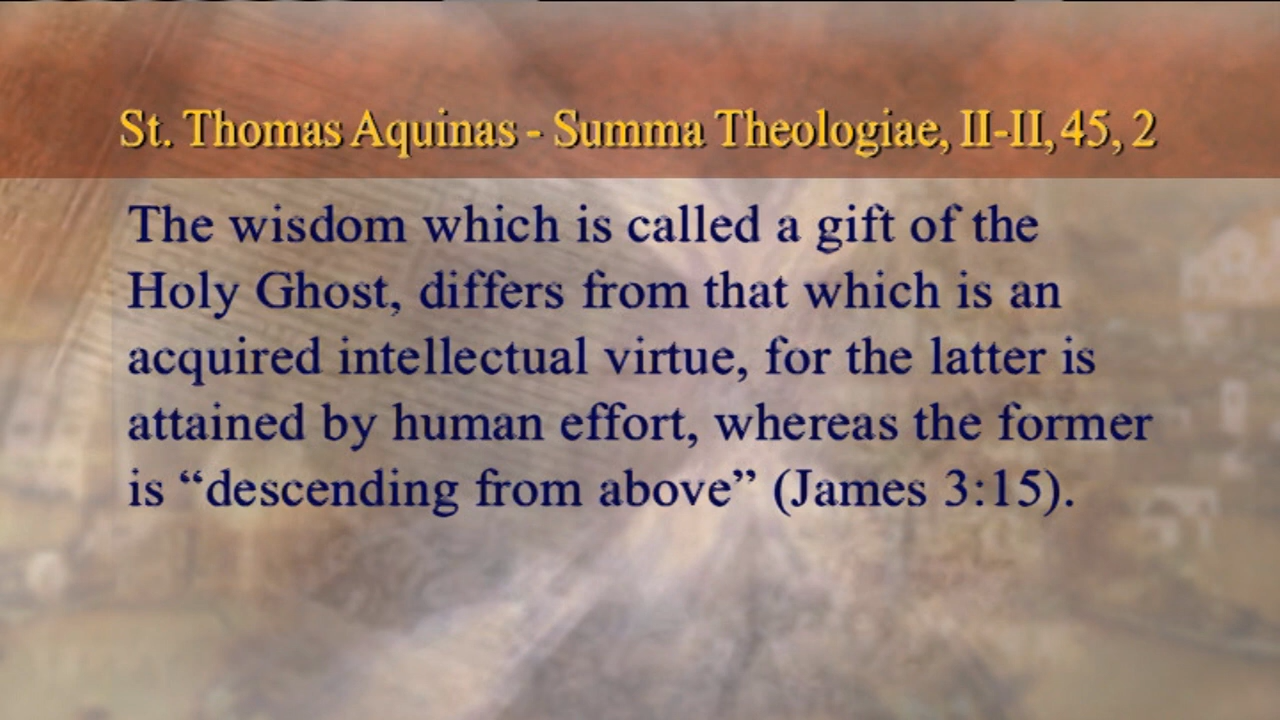 St. Thomas Aquinas - Summa Theologiae, II-II, 45, 2
The wisdom which is called a gift of the
Holy Ghost, differs from that which is an
acquired intellectual virtue, for the latter is
attained by human effort, whereas the former
is “descending from above” (James 3:15).